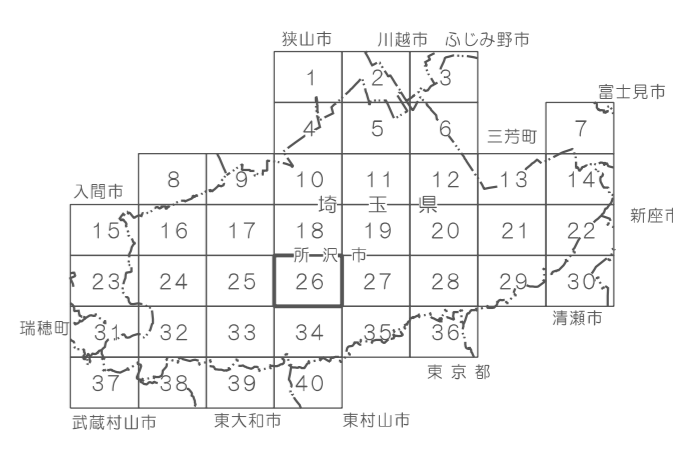 狭山市 川越市 ふじみ野市
1 2 3
富士見市
4 5 6 三芳町 7
入間市 8 9 10 11 12 13 14
埼玉県
15 16 17 18 19 20 21 22 新座市
所沢市
23 24 25 26 27 28 29 30
清瀬市
瑞穂町 31 32 33 34 35 36
東京都
37 38 39 40
武蔵村山市 東大和市 東村山市